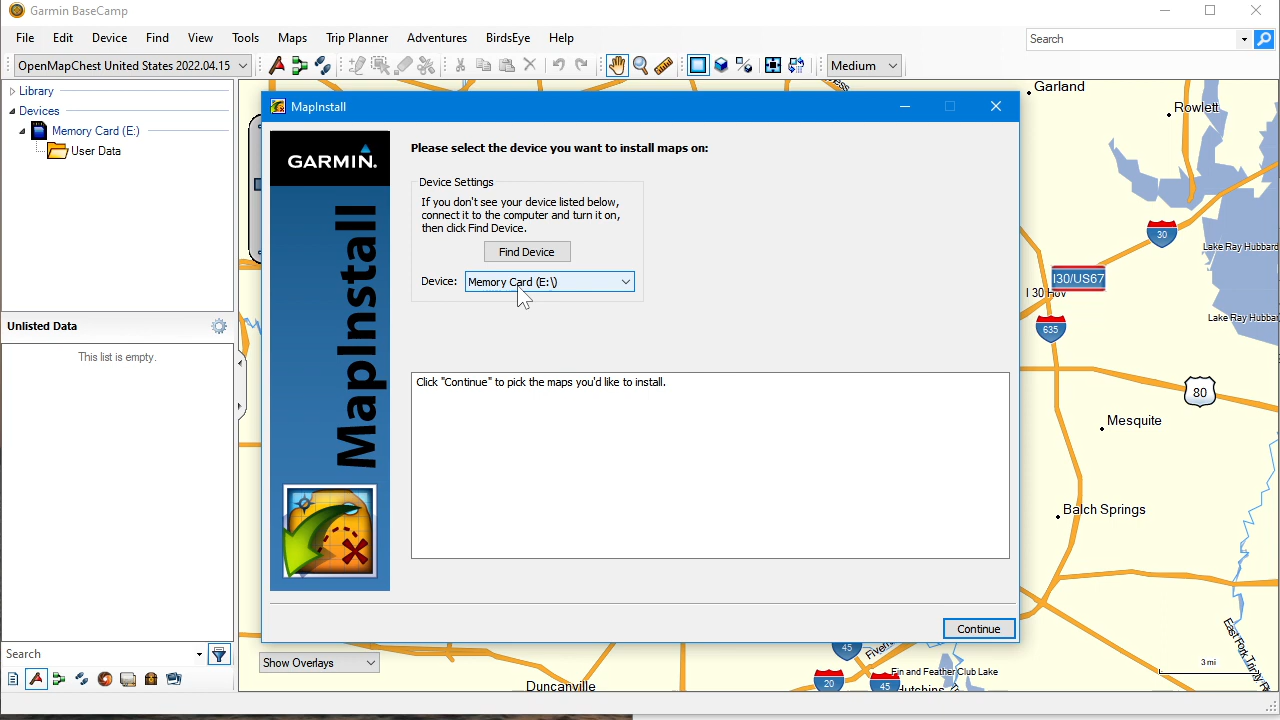 Garmin BaseCamp
File Edit Device Find View Tools Maps Trip Planner Adventures BirdsEye Help
Search
OpenMapChest United States 2022.04.15
Medium
Library
Devices
Memory Card (E:)
User Data
Unlisted Data
This list is empty.
Search
MapInstall
GARMIN.
MapInstall
Please select the device you want to install maps on:
Device Settings
If you don't see your device listed below,
connect it to the computer and turn it on,
then click Find Device.
Find Device
Device: Memory Card (E:\)
Click "Continue" to pick the maps you'd like to install.
Continue
Show Overlays
Garland
Rowlett
30
Lake Ray Hubbard
I30/US67
635
80
Mesquite
Balch Springs
45
3 mi
20
45
Fin and Feather Club Lake
Hutchins
Duncanville